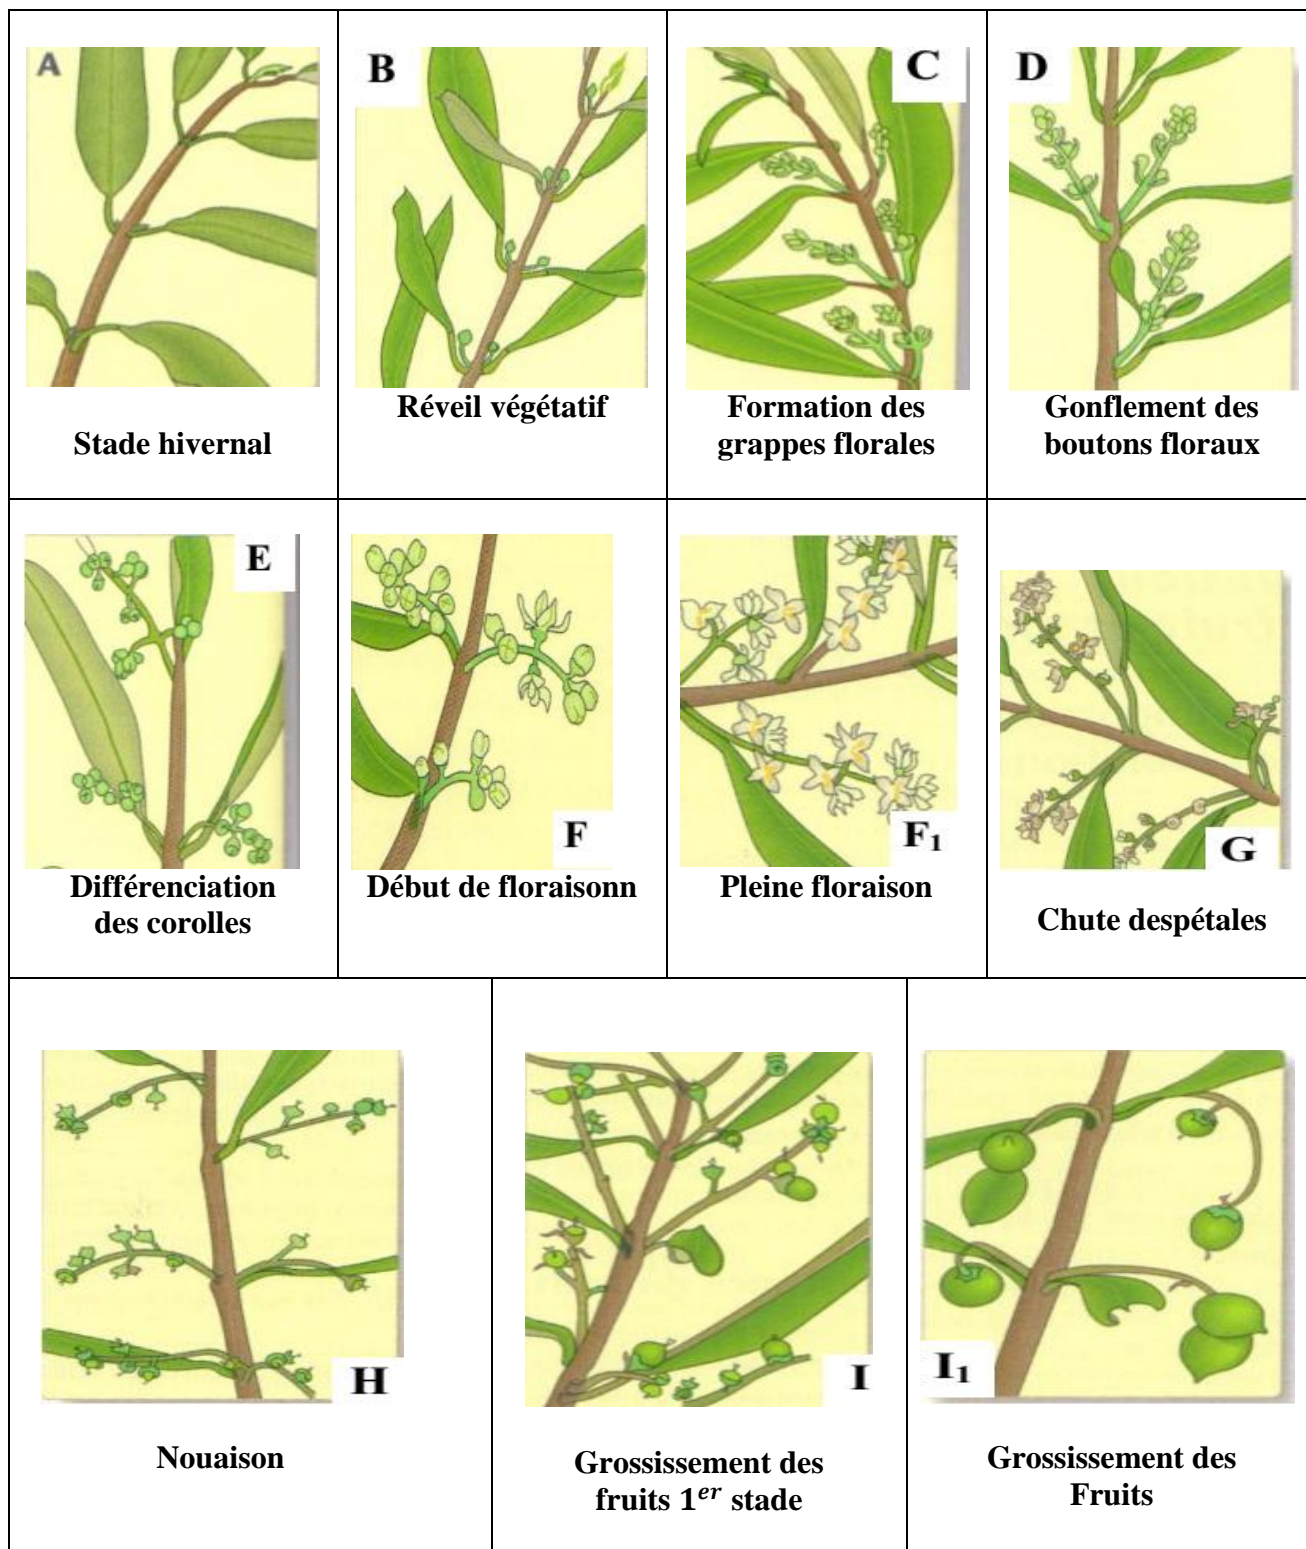 A
B
C
D
Stade hivernal
Réveil végétatif
Formation des
grappes florales
Gonflement des
boutons floraux
E
F
F₁
G
Différenciation
des corolles
Début de floraisonn
Pleine floraison
Chute despétales
H
I
I₁
Nouaison
Grossissement des
fruits 1ᵉʳ stade
Grossissement des
Fruits